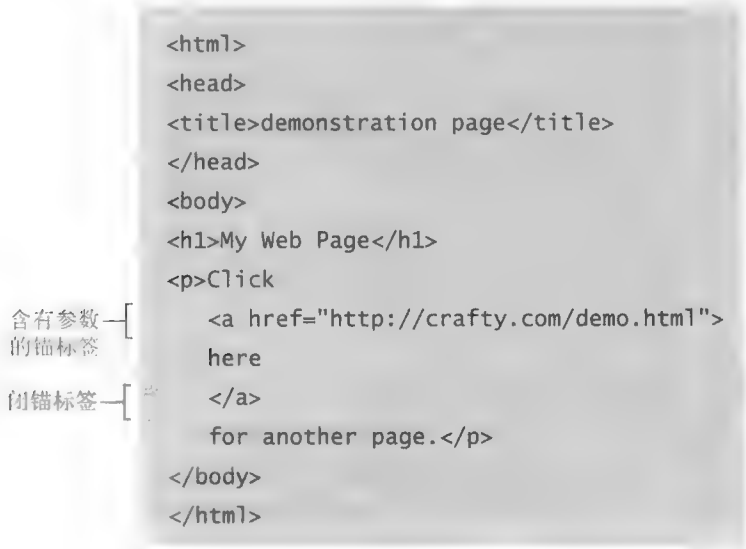 <html>
<head>
<title>demonstration page</title>
</head>
<body>
<h1>My Web Page</h1>
<p>Click
含有参数
的锚标签
<a href="http://crafty.com/demo.html">
here
闭锚标签
</a>
for another page.</p>
</body>
</html>